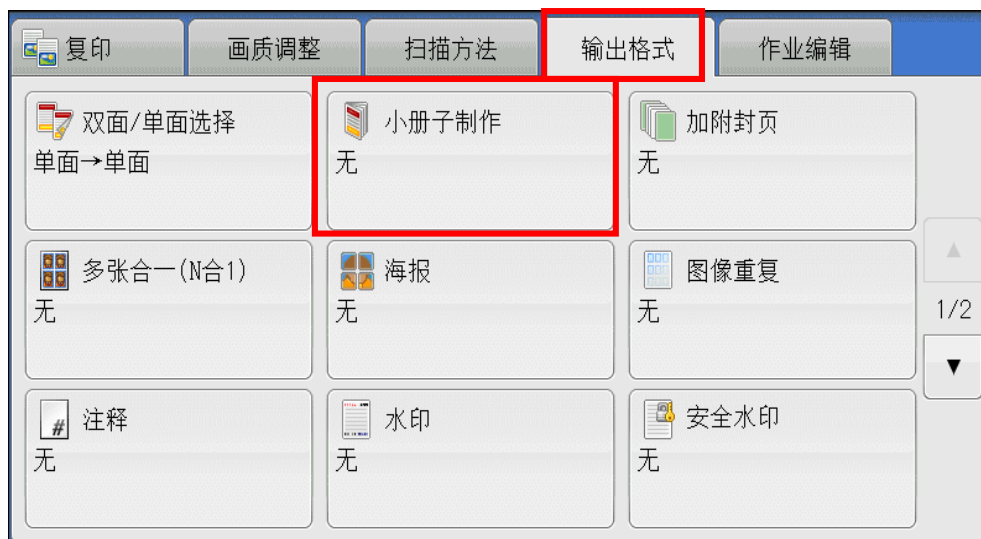 复印 画质调整 扫描方法 输出格式 作业编辑
双面/单面选择 小册子制作 加附封页
单面→单面 无 无
多张合一(N合1) 海报 图像重复
无 无 无
1/2
注释 水印 安全水印
无 无 无